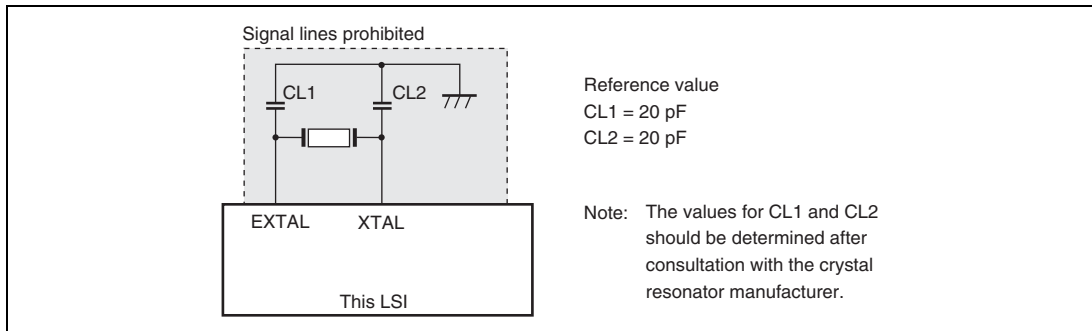 Signal lines prohibited
CL1
CL2
Reference value
CL1 = 20 pF
CL2 = 20 pF
EXTAL
XTAL
This LSI
Note: The values for CL1 and CL2
should be determined after
consultation with the crystal
resonator manufacturer.